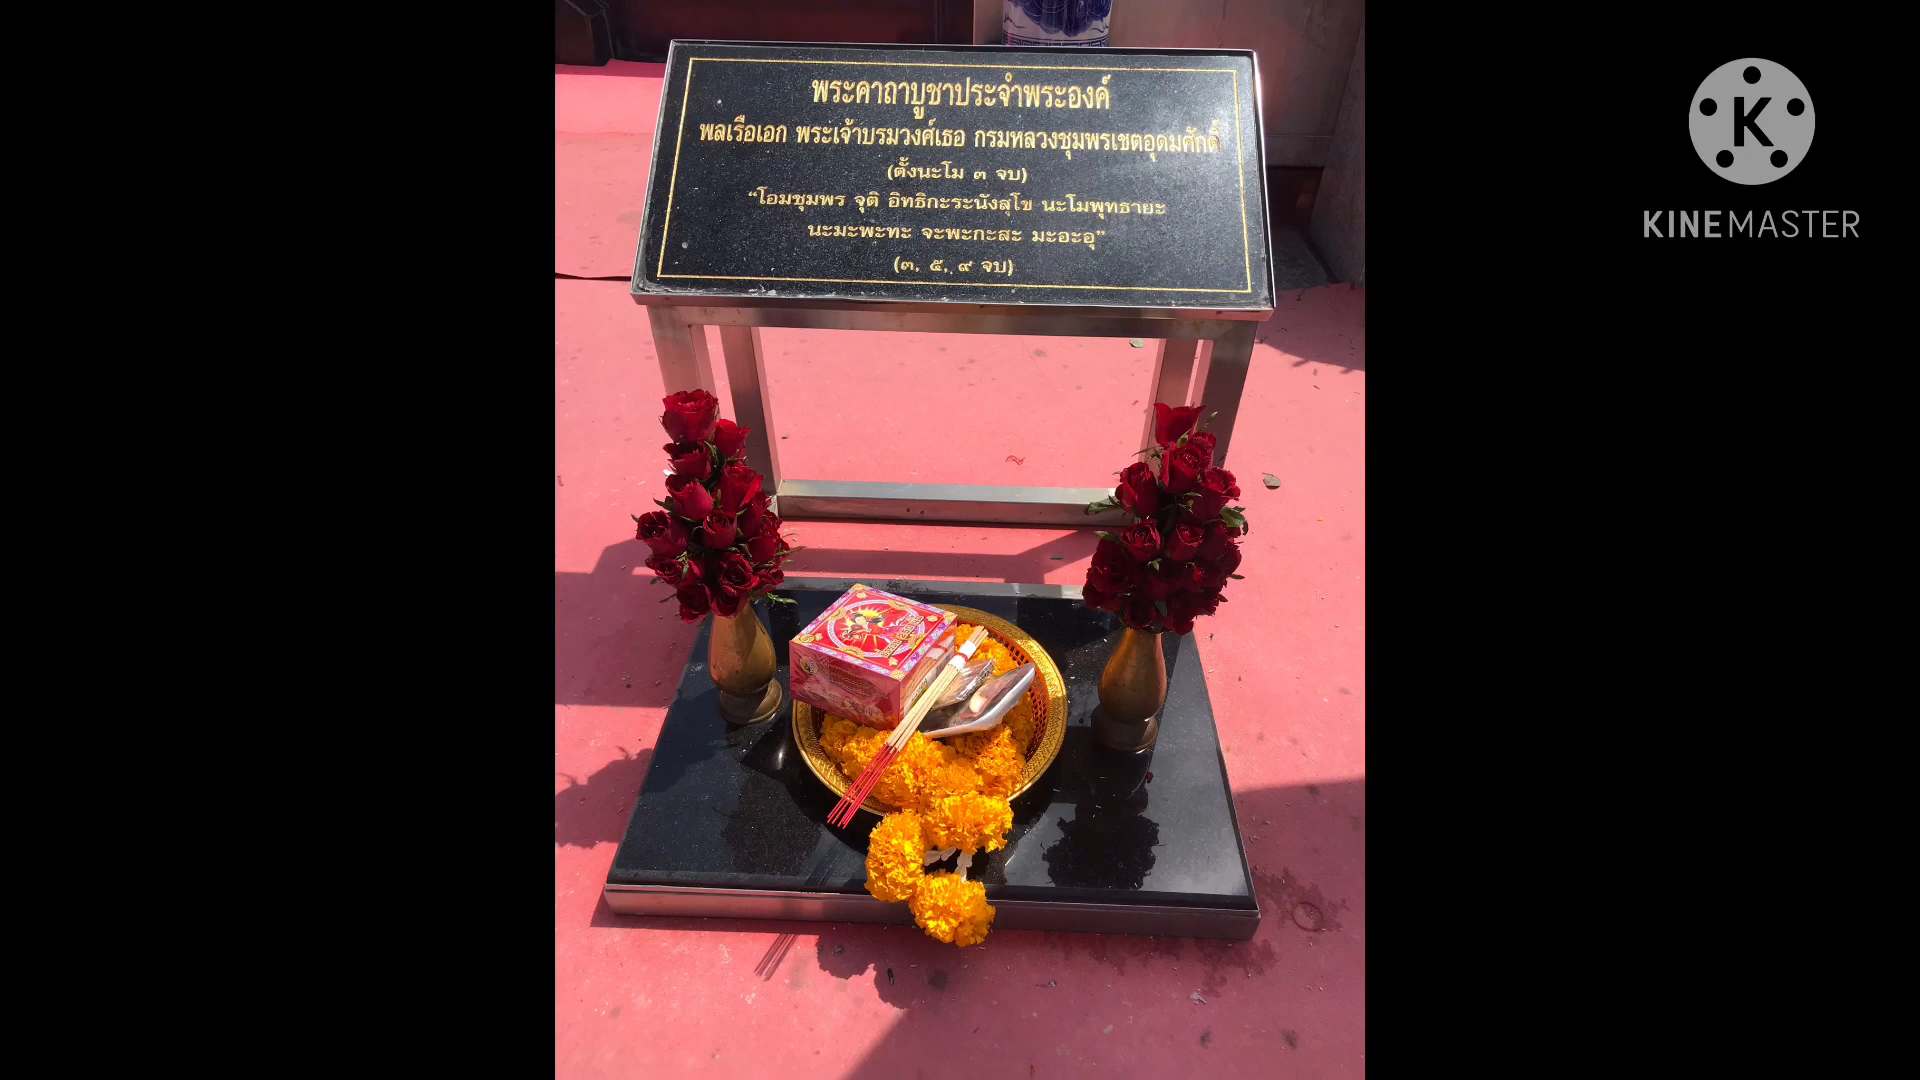 พระคาถาบูชาประจำพระองค์
พลเรือเอก พระเจ้าบรมวงศ์เธอ กรมหลวงชุมพรเขตอุดมศักดิ์
(ตั้งนะโม ๓ จบ)
“โอมชุมพร จุติ อิทธิกะระนังสุโข นะโมพุทธายะ
นะมะพะทะ จะพะกะสะ มะอะอุ”
(๓, ๕, ๙ จบ)
K
KINEMASTER